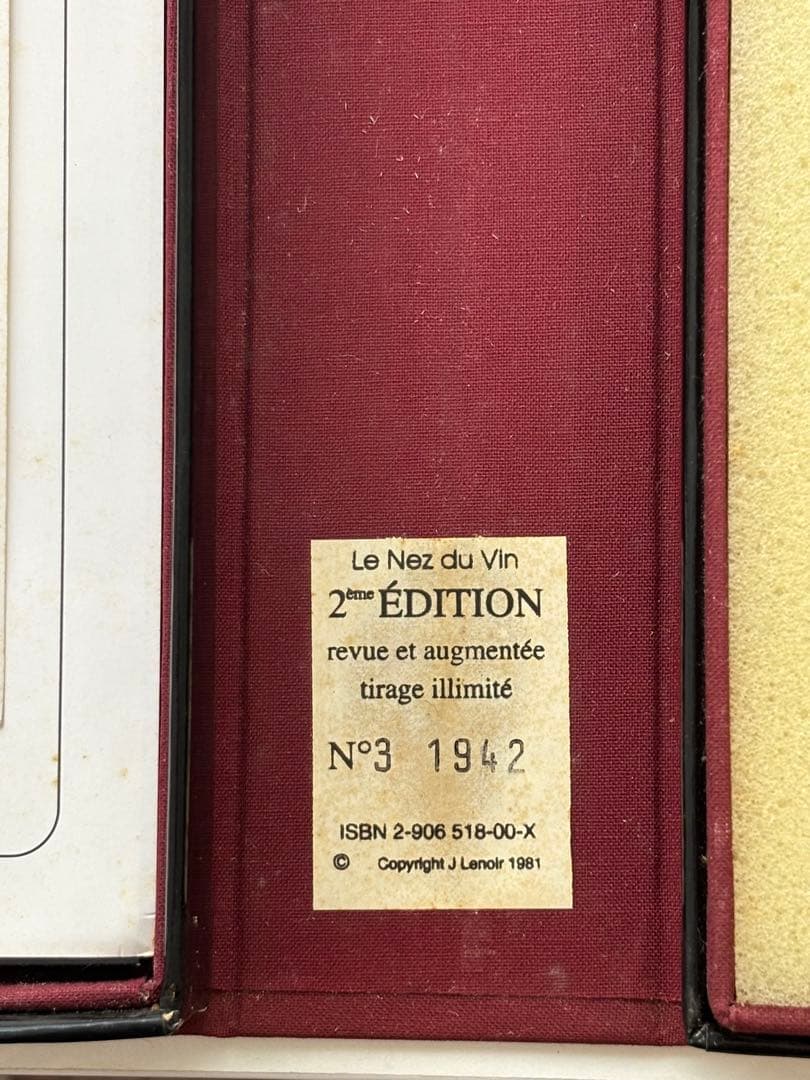 Le Nez du Vin
2ème ÉDITION
revue et augmentée
tirage illimité
N°3 1942
ISBN 2-906 518-00-X
© Copyright J Lenoir 1981